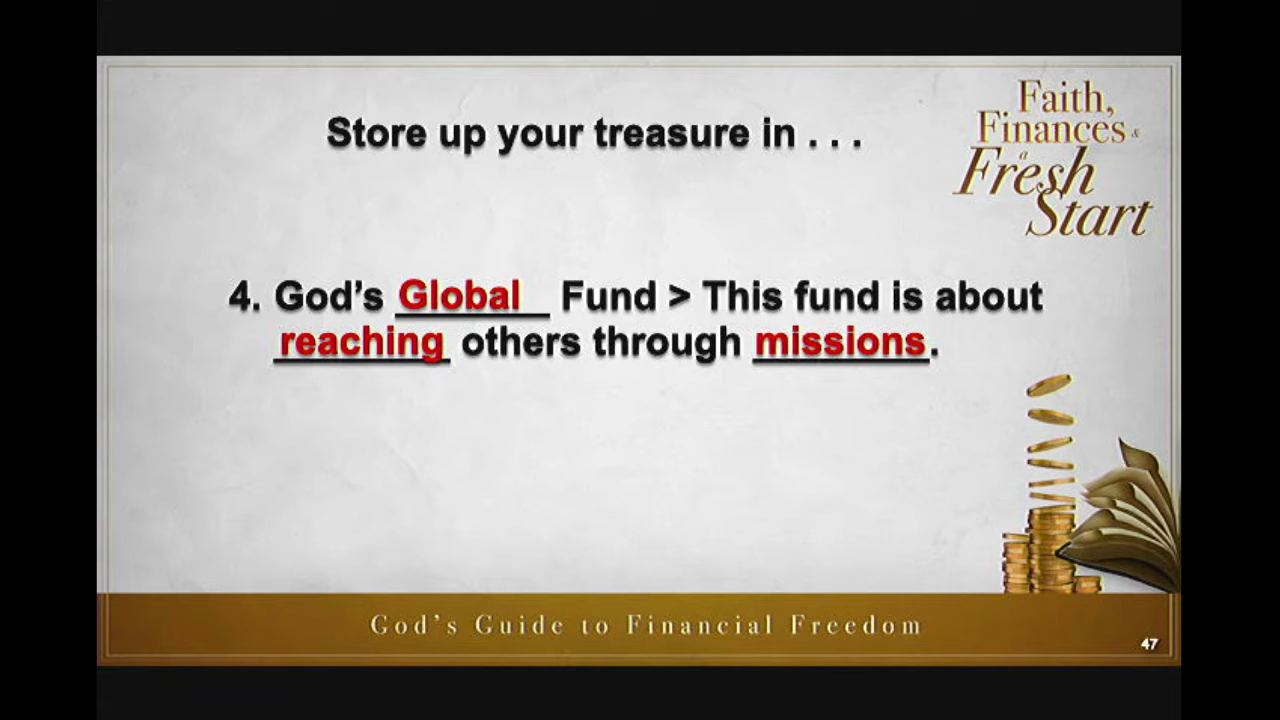 Faith,
Finances &
a
Fresh
Start
Store up your treasure in . . .
4. God's Global Fund > This fund is about
reaching others through missions.
God's Guide to Financial Freedom
47